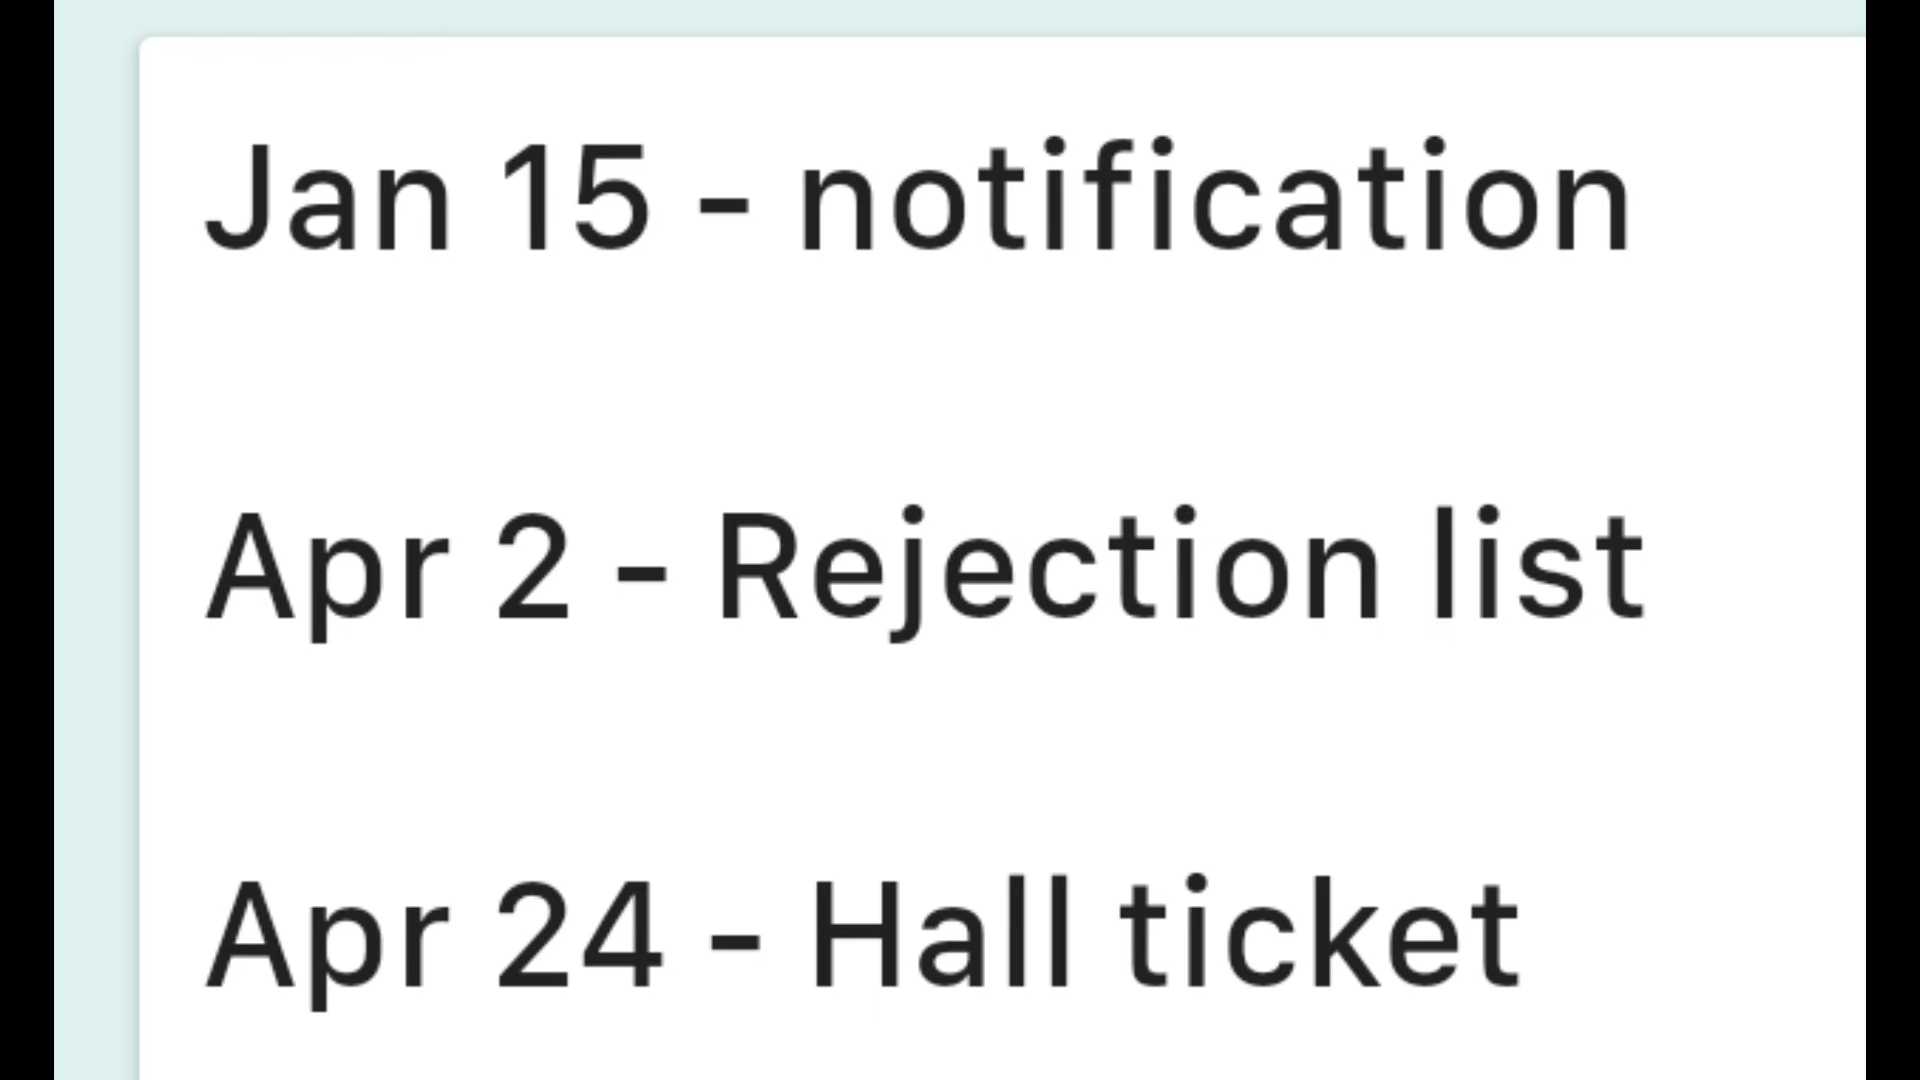 Jan 15 - notification
Apr 2 - Rejection list
Apr 24 - Hall ticket